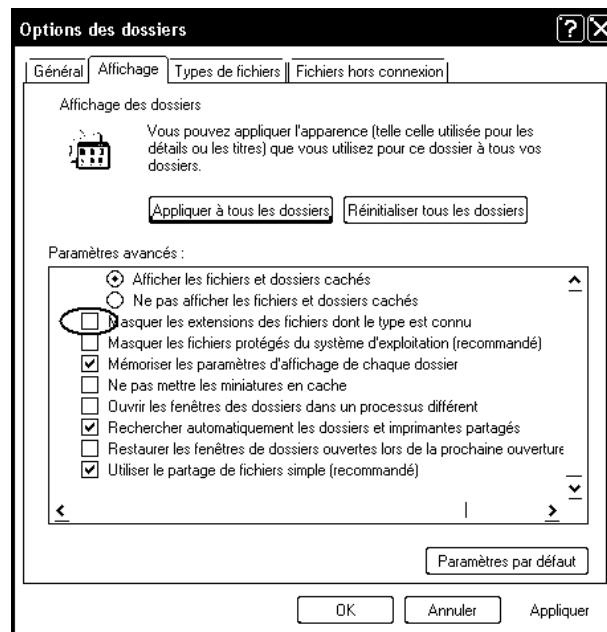 Options des dossiers
Général Affichage Types de fichiers Fichiers hors connexion
Affichage des dossiers
Vous pouvez appliquer l'apparence (telle celle utilisée pour les
détails ou les titres) que vous utilisez pour ce dossier à tous vos
dossiers.
Appliquer à tous les dossiers Réinitialiser tous les dossiers
Paramètres avancés :
Afficher les fichiers et dossiers cachés
Ne pas afficher les fichiers et dossiers cachés
Masquer les extensions des fichiers dont le type est connu
Masquer les fichiers protégés du système d'exploitation (recommandé)
Mémoriser les paramètres d'affichage de chaque dossier
Ne pas mettre les miniatures en cache
Ouvrir les fenêtres des dossiers dans un processus différent
Rechercher automatiquement les dossiers et imprimantes partagés
Restaurer les fenêtres de dossiers ouvertes lors de la prochaine ouverture
Utiliser le partage de fichiers simple (recommandé)
Paramètres par défaut
OK Annuler Appliquer